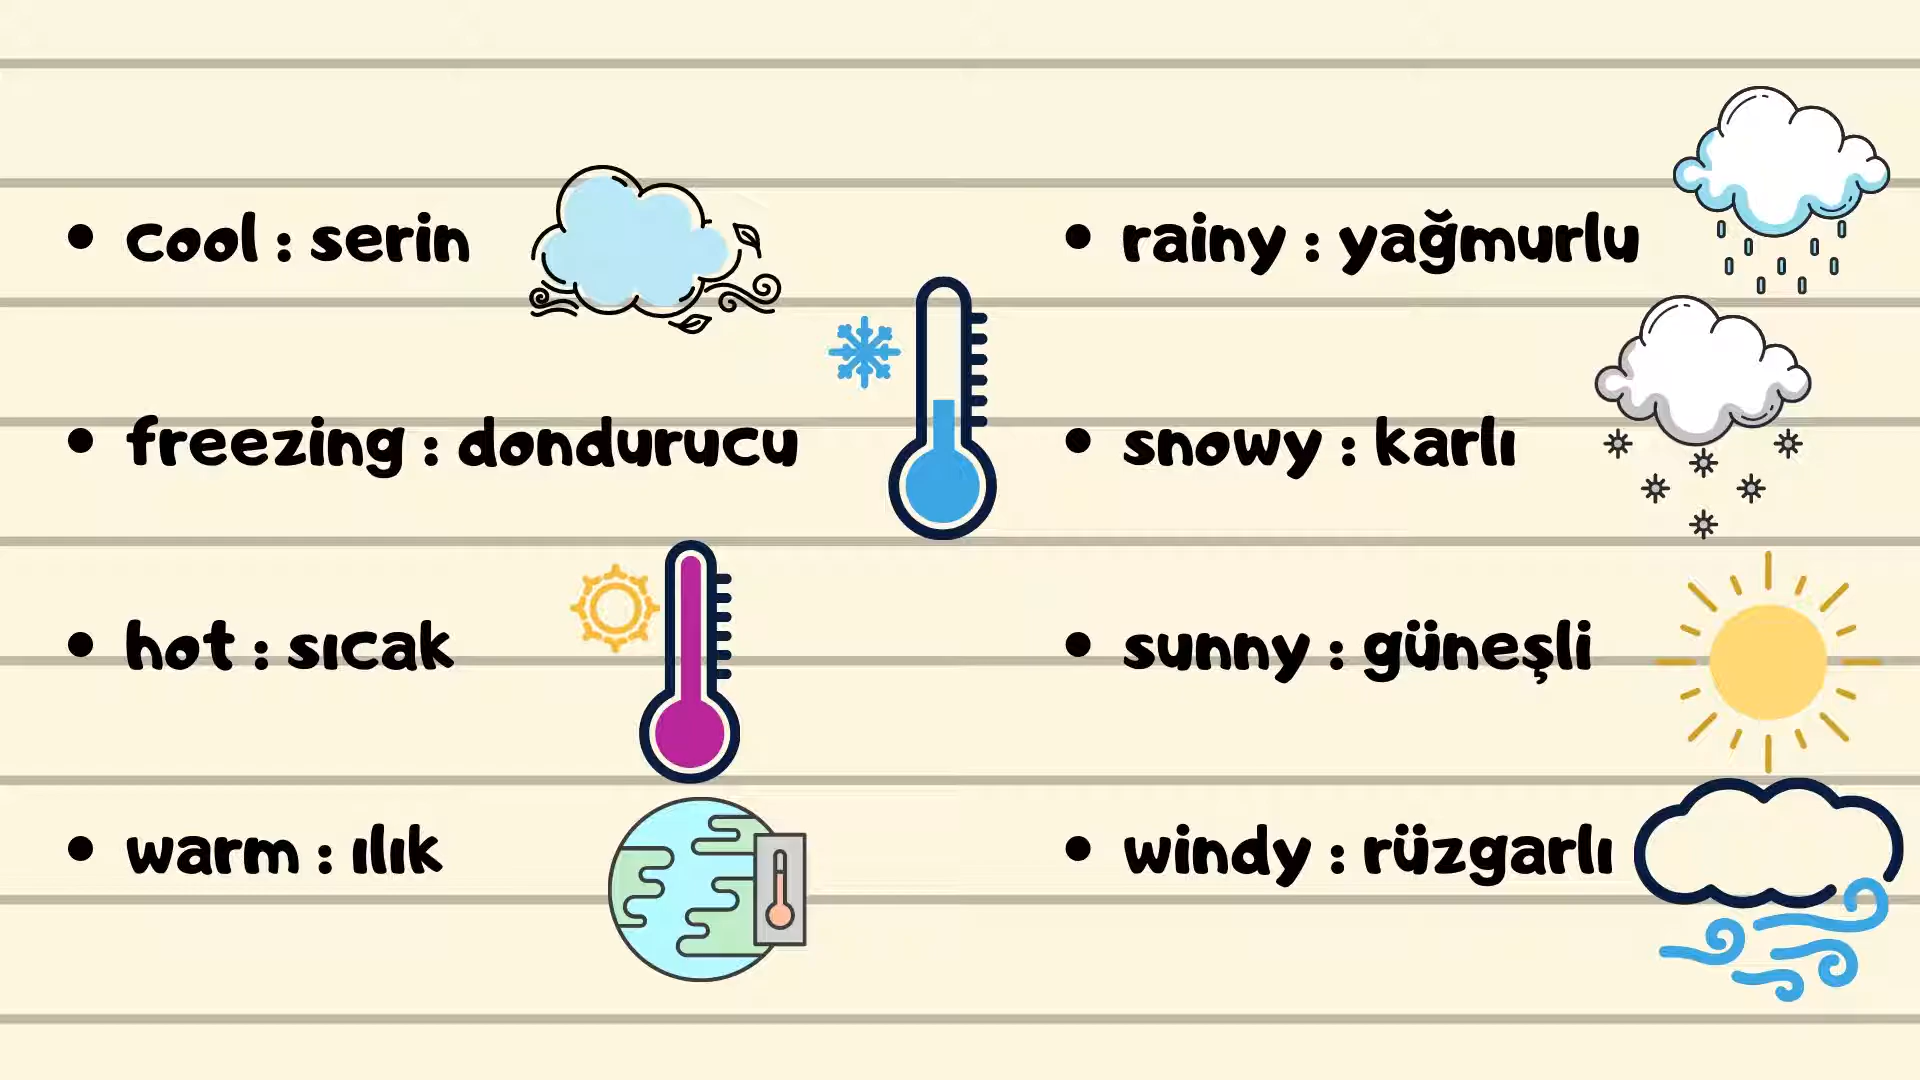 • cool : serin
• freezing : dondurucu
• hot : sıcak
• warm : ılık
• rainy : yağmurlu
• snowy : karlı
• sunny : güneşli
• windy : rüzgarlı